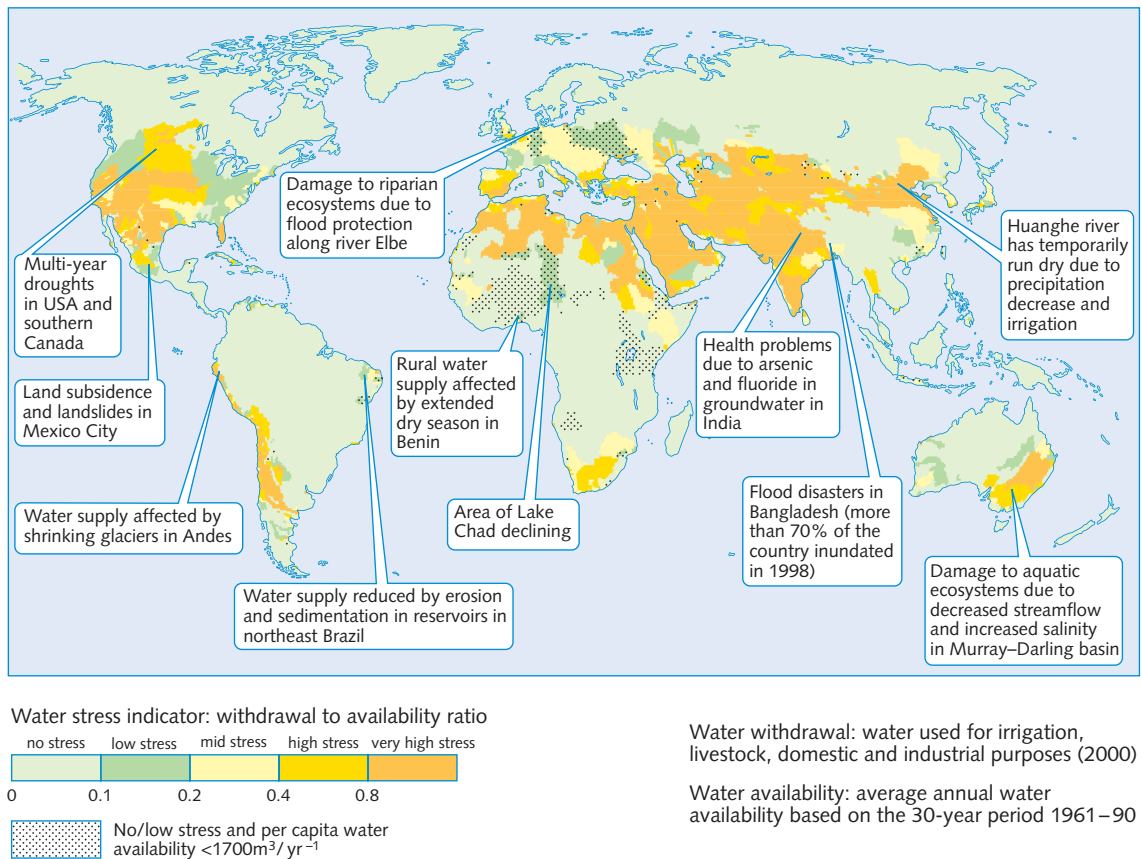 Damage to riparian
ecosystems due to
flood protection
along river Elbe
Multi-year
droughts
in USA and
southern
Canada
Huanghe river
has temporarily
run dry due to
precipitation
decrease and
irrigation
Land subsidence
and landslides in
Mexico City
Rural water
supply affected
by extended
dry season in
Benin
Health problems
due to arsenic
and fluoride in
groundwater in
India
Water supply affected by
shrinking glaciers in Andes
Area of Lake
Chad declining
Flood disasters in
Bangladesh (more
than 70% of the
country inundated
in 1998)
Water supply reduced by erosion
and sedimentation in reservoirs in
northeast Brazil
Damage to aquatic
ecosystems due to
decreased streamflow
and increased salinity
in Murray–Darling basin
Water stress indicator: withdrawal to availability ratio
no stress low stress mid stress high stress very high stress
0 0.1 0.2 0.4 0.8
No/low stress and per capita water
availability <1700m³/yr⁻¹
Water withdrawal: water used for irrigation,
livestock, domestic and industrial purposes (2000)
Water availability: average annual water
availability based on the 30-year period 1961–90